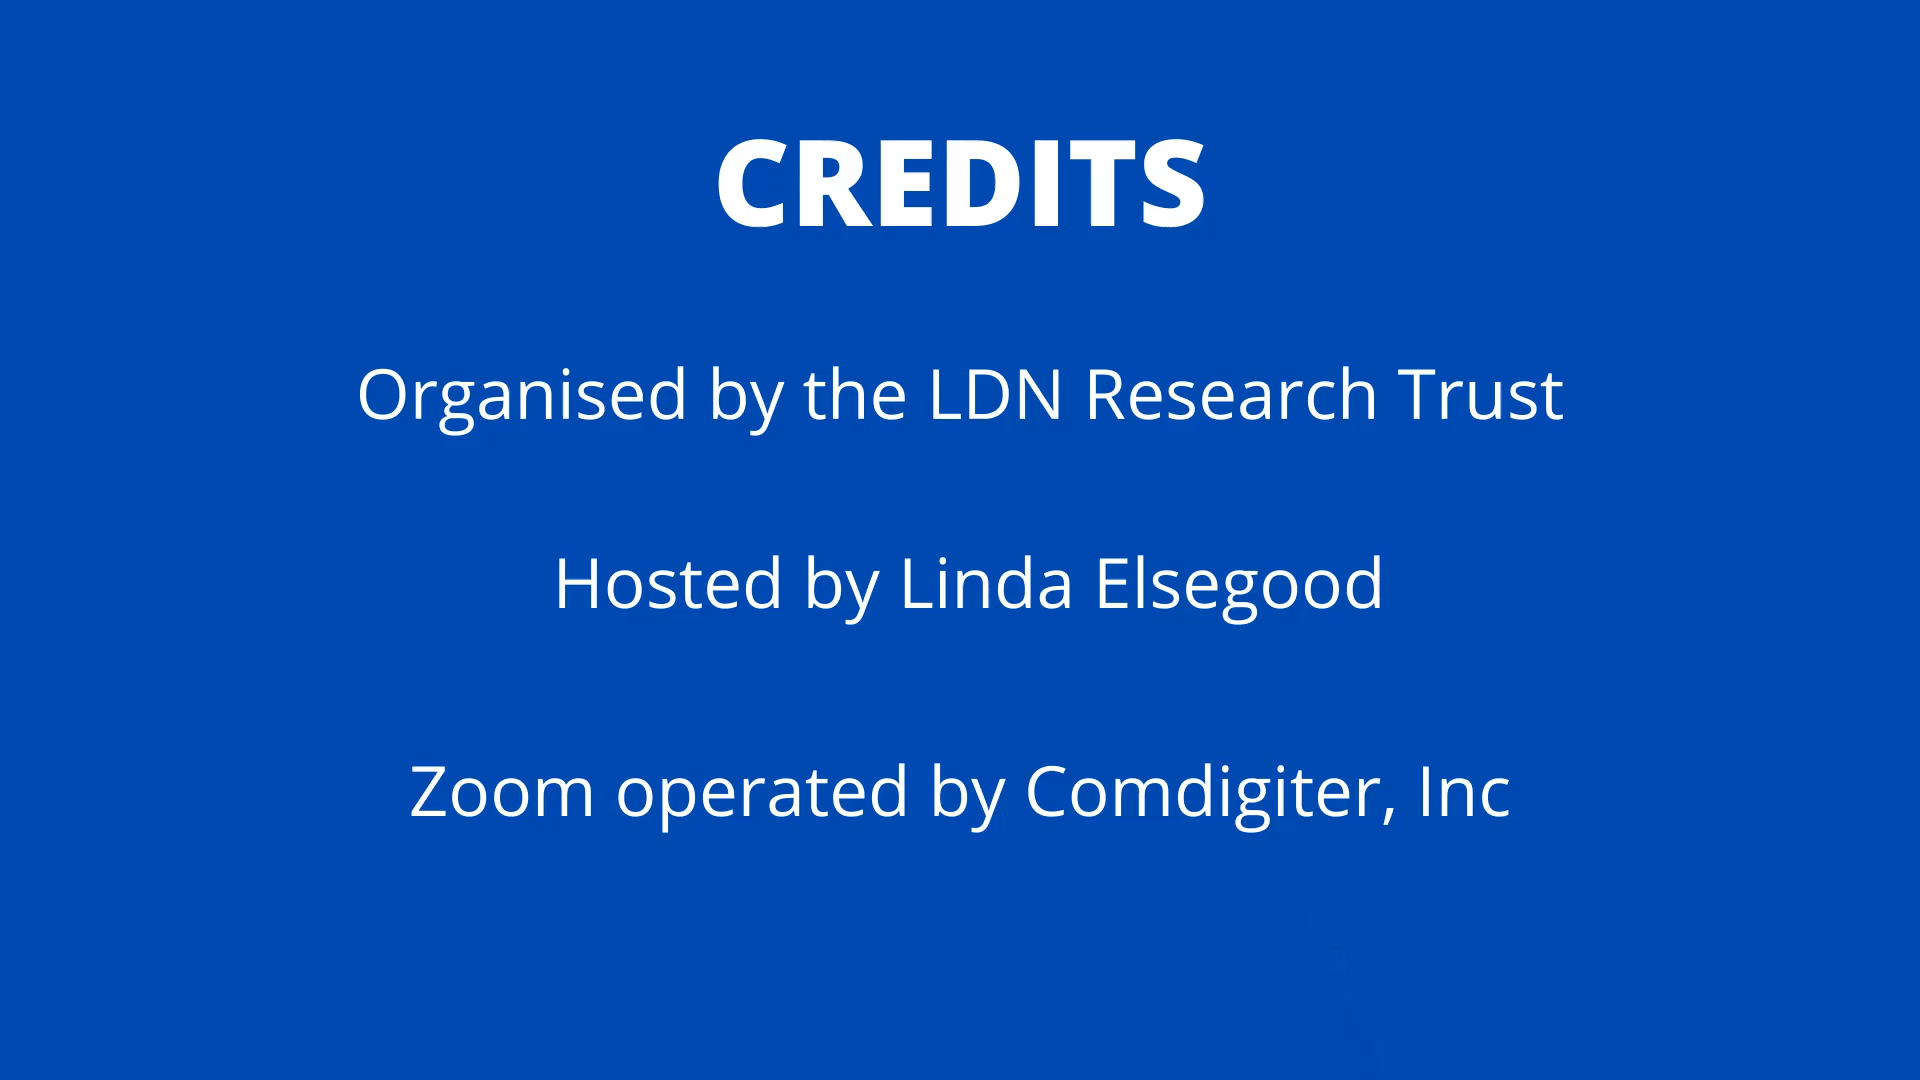 CREDITS
Organised by the LDN Research Trust
Hosted by Linda Elsegood
Zoom operated by Comdigiter, Inc